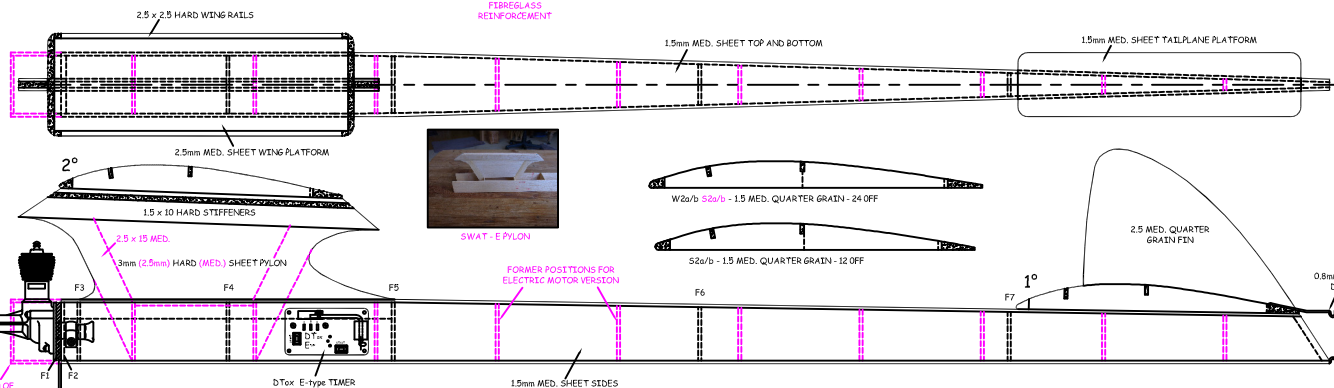 FIBREGLASS
REINFORCEMENT
2.5 x 2.5 HARD WING RAILS
1.5mm MED. SHEET TOP AND BOTTOM
1.5mm MED. SHEET TAILPLANE PLATFORM
2.5mm MED. SHEET WING PLATFORM
2°
1.5 x 10 HARD STIFFENERS
2.5 x 15 MED.
3mm (2.5mm) HARD (MED.) SHEET PYLON
SWAT - E PYLON
W2a/b S2a/b - 1.5 MED. QUARTER GRAIN - 24 OFF
S2a/b - 1.5 MED. QUARTER GRAIN - 12 OFF
2.5 MED. QUARTER
GRAIN FIN
FORMER POSITIONS FOR
ELECTRIC MOTOR VERSION
1°
0.8m
F3
F4
F5
F6
F7
F1
F2
DTox E-type TIMER
1.5mm MED. SHEET SIDES